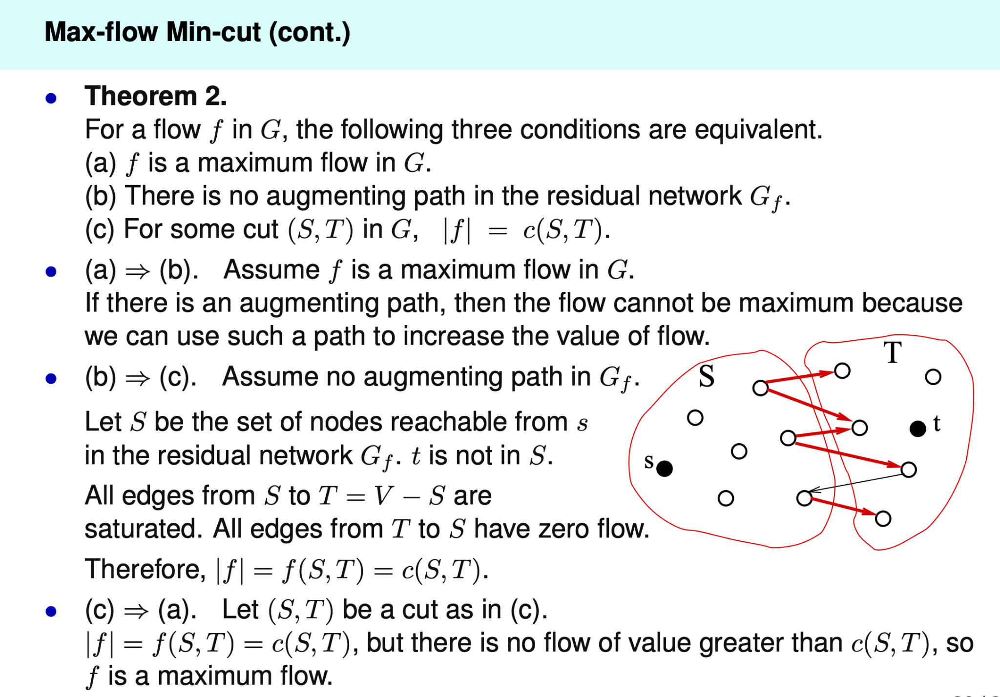 Max-flow Min-cut (cont.)
• Theorem 2.
For a flow f in G, the following three conditions are equivalent.
(a) f is a maximum flow in G.
(b) There is no augmenting path in the residual network G_f.
(c) For some cut (S, T) in G, |f| = c(S, T).
• (a) ⇒ (b). Assume f is a maximum flow in G.
If there is an augmenting path, then the flow cannot be maximum because
we can use such a path to increase the value of flow.
• (b) ⇒ (c). Assume no augmenting path in G_f.
Let S be the set of nodes reachable from s
in the residual network G_f. t is not in S.
All edges from S to T = V − S are
saturated. All edges from T to S have zero flow.
Therefore, |f| = f(S, T) = c(S, T).
S
T
s
t
• (c) ⇒ (a). Let (S, T) be a cut as in (c).
|f| = f(S, T) = c(S, T), but there is no flow of value greater than c(S, T), so
f is a maximum flow.